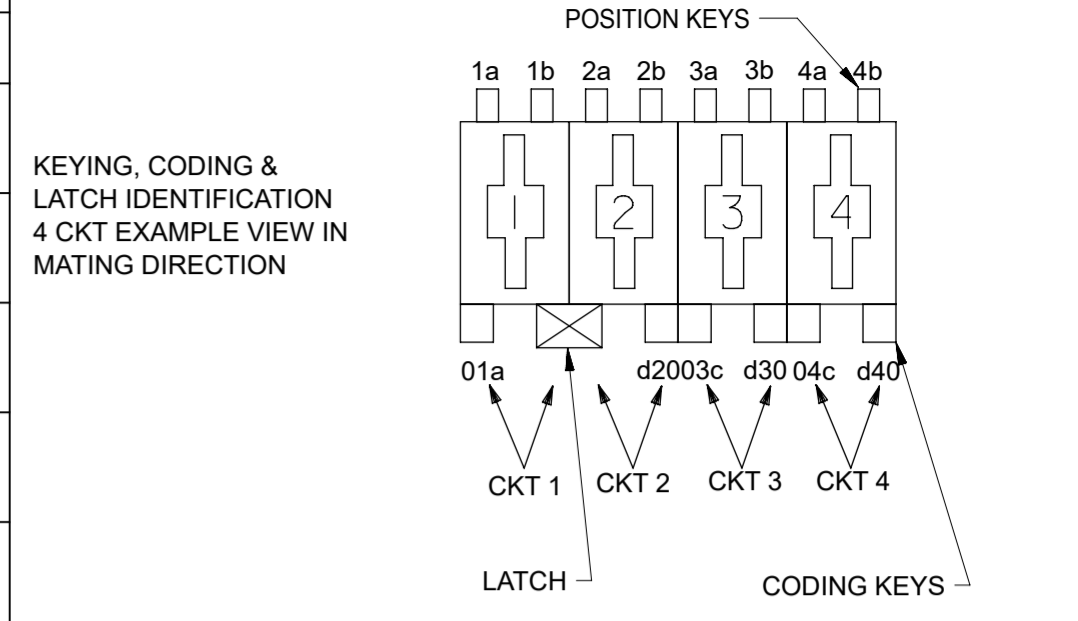 POSITION KEYS
1a 1b 2a 2b 3a 3b 4a 4b
KEYING, CODING &
LATCH IDENTIFICATION
4 CKT EXAMPLE VIEW IN
MATING DIRECTION
1 2 3 4
01a d2003c d30 04c d40
CKT 1 CKT 2 CKT 3 CKT 4
LATCH
CODING KEYS